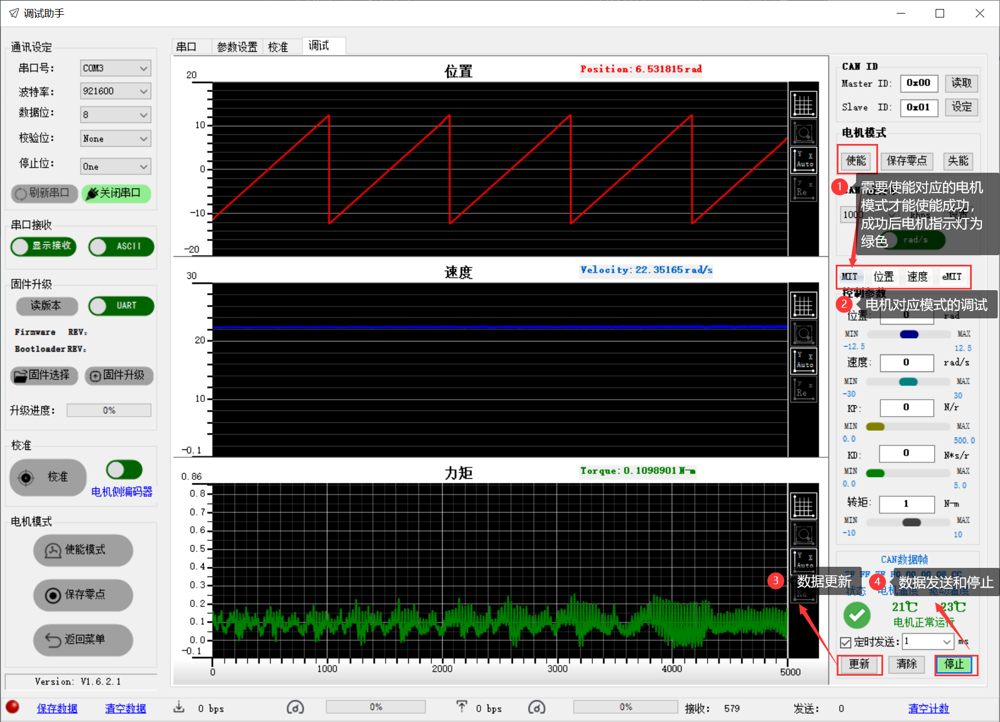 调试助手
通讯设定
串口号: COM3
波特率: 921600
数据位: 8
校验位: None
停止位: One
刷新串口 关闭串口
串口接收
显示接收 ASCII
固件升级
读版本 UART
Firmware REV:
Bootloader REV:
固件选择 固件升级
升级进度: 0%
校准
校准
电机侧编码器
电机模式
使能模式
保存零点
返回菜单
Version: V1.6.2.1
串口 参数设置 校准 调试
位置
Position:6.531815rad
20
10
0
-10
-20
Y X
Auto
Y X
Re
速度
Velocity:22.35165rad/s
30
20
10
-0.1
Y X
Auto
Y X
Re
力矩
Torque:0.1098901N-m
0.86
0.8
0.7
0.6
0.5
0.4
0.3
0.2
0.1
0.0
-0.1
Y X
Auto
Re
0 1000 2000 3000 4000 5000
CAN ID
Master ID: 0x00 读取
Slave ID: 0x01 设定
电机模式
使能 保存零点 失能
1 需要使能对应的电机
模式才能使能成功，
成功后电机指示灯为
绿色
CAN
1000 kbps
rad/s
MIT 位置 速度 eMIT
控制参数
2 电机对应模式的调试
位置: 0 rad
MIN MAX
-12.5 12.5
速度: 0 rad/s
MIN MAX
-30 30
KP: 0 N/r
MIN MAX
0.0 500.0
KD: 0 N*s/r
MIN MAX
0.0 5.0
转矩: 1 N-m
MIN MAX
-10 10
CAN数据帧
3 数据更新
4 数据发送和停止
状态 电机温度 驱动温度
21℃ 23℃
电机正常运行
定时发送: 1 ms
更新 清除 停止
保存数据 清空数据 0 bps 0% 0 bps 0% 接收: 579 发送: 0 清空计数